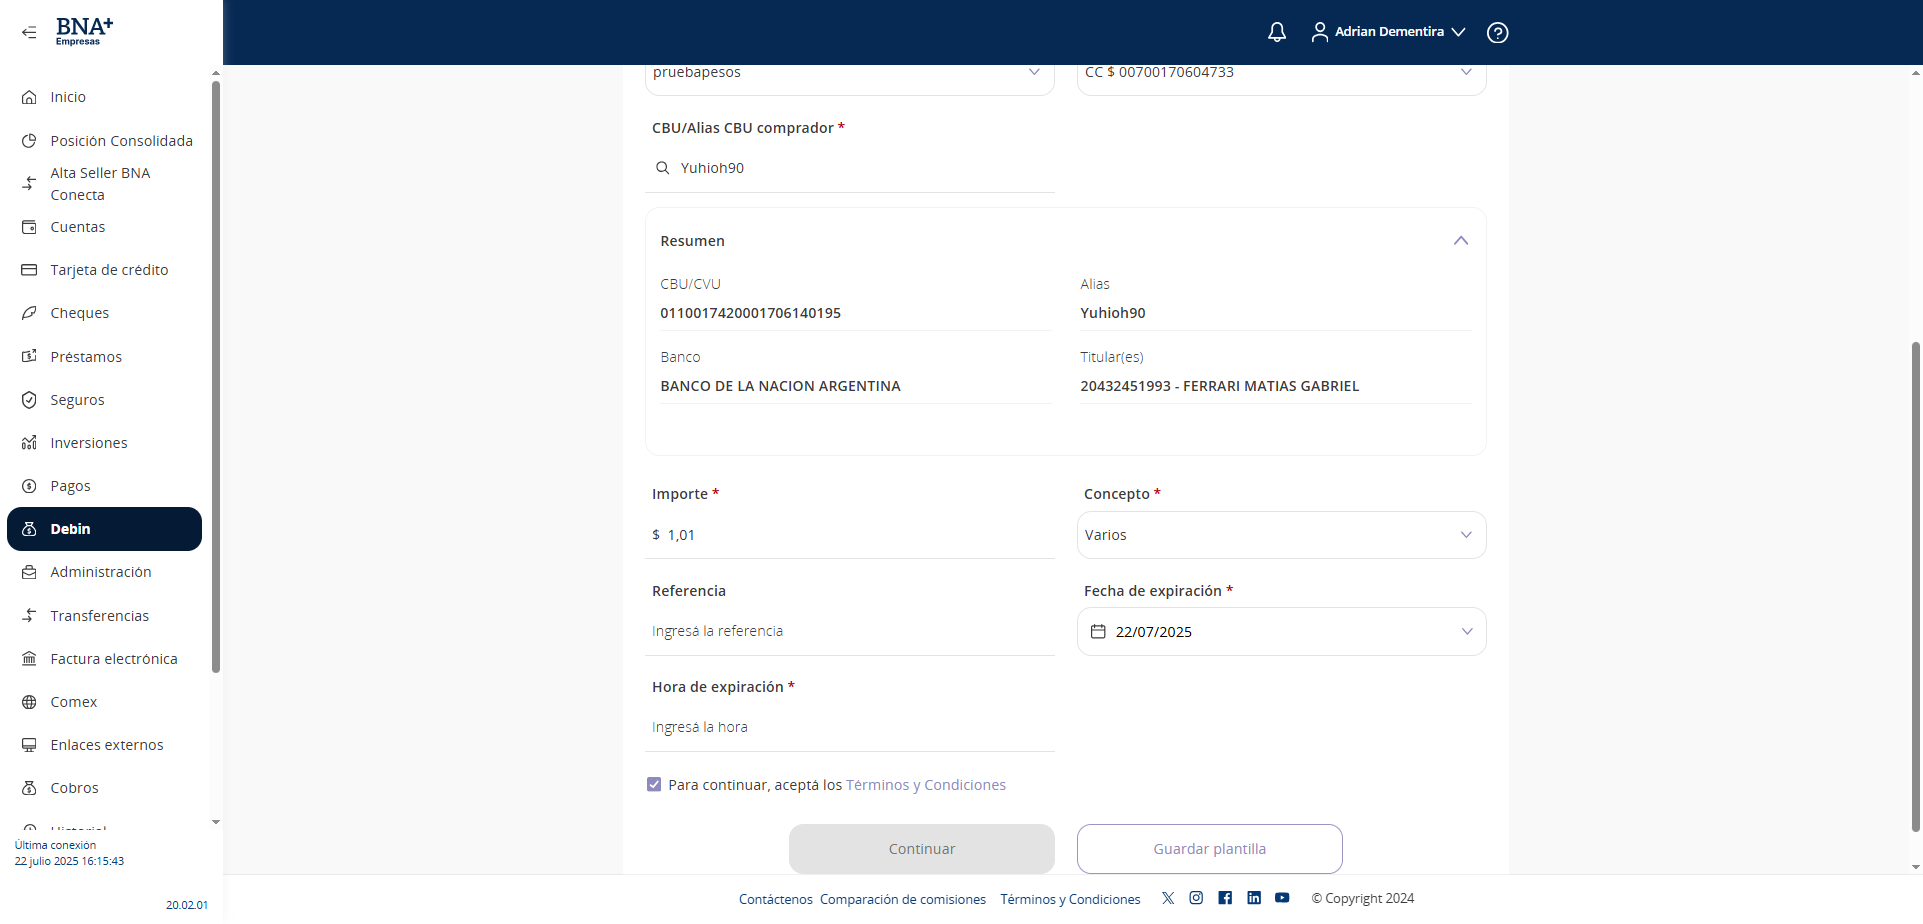 BNA+
Empresas
Adrian Dementira
Inicio
Posición Consolidada
Alta Seller BNA
Conecta
Cuentas
Tarjeta de crédito
Cheques
Préstamos
Seguros
Inversiones
Pagos
Debin
Administración
Transferencias
Factura electrónica
Comex
Enlaces externos
Cobros
Historial
Última conexión
22 julio 2025 16:15:43
20.02.01
pruebapesos
CC $ 00700170604733
CBU/Alias CBU comprador *
Yuhioh90
Resumen
CBU/CVU
Alias
0110017420001706140195
Yuhioh90
Banco
Titular(es)
BANCO DE LA NACION ARGENTINA
20432451993 - FERRARI MATIAS GABRIEL
Importe *
Concepto *
$ 1,01
Varios
Referencia
Fecha de expiración *
Ingresá la referencia
22/07/2025
Hora de expiración *
Ingresá la hora
Para continuar, aceptá los Términos y Condiciones
Continuar
Guardar plantilla
Contáctenos Comparación de comisiones Términos y Condiciones
© Copyright 2024